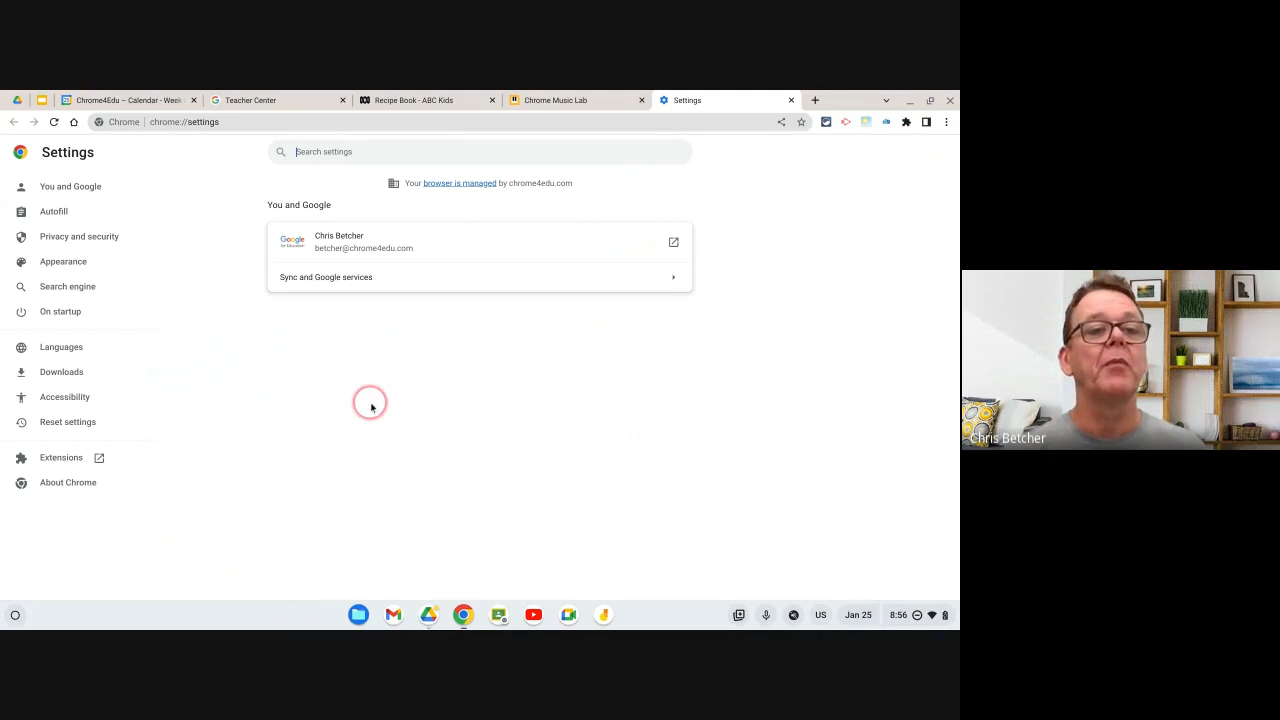 Chrome4Edu – Calendar - Week
Teacher Center
Recipe Book - ABC Kids
Chrome Music Lab
Settings
Chrome
chrome://settings
Settings
Search settings
Your browser is managed by chrome4edu.com
You and Google
You and Google
Google
for Education
Chris Betcher
betcher@chrome4edu.com
Sync and Google services
Autofill
Privacy and security
Appearance
Search engine
On startup
Languages
Downloads
Accessibility
Reset settings
Extensions
About Chrome
Chris Betcher
US
Jan 25
8:56